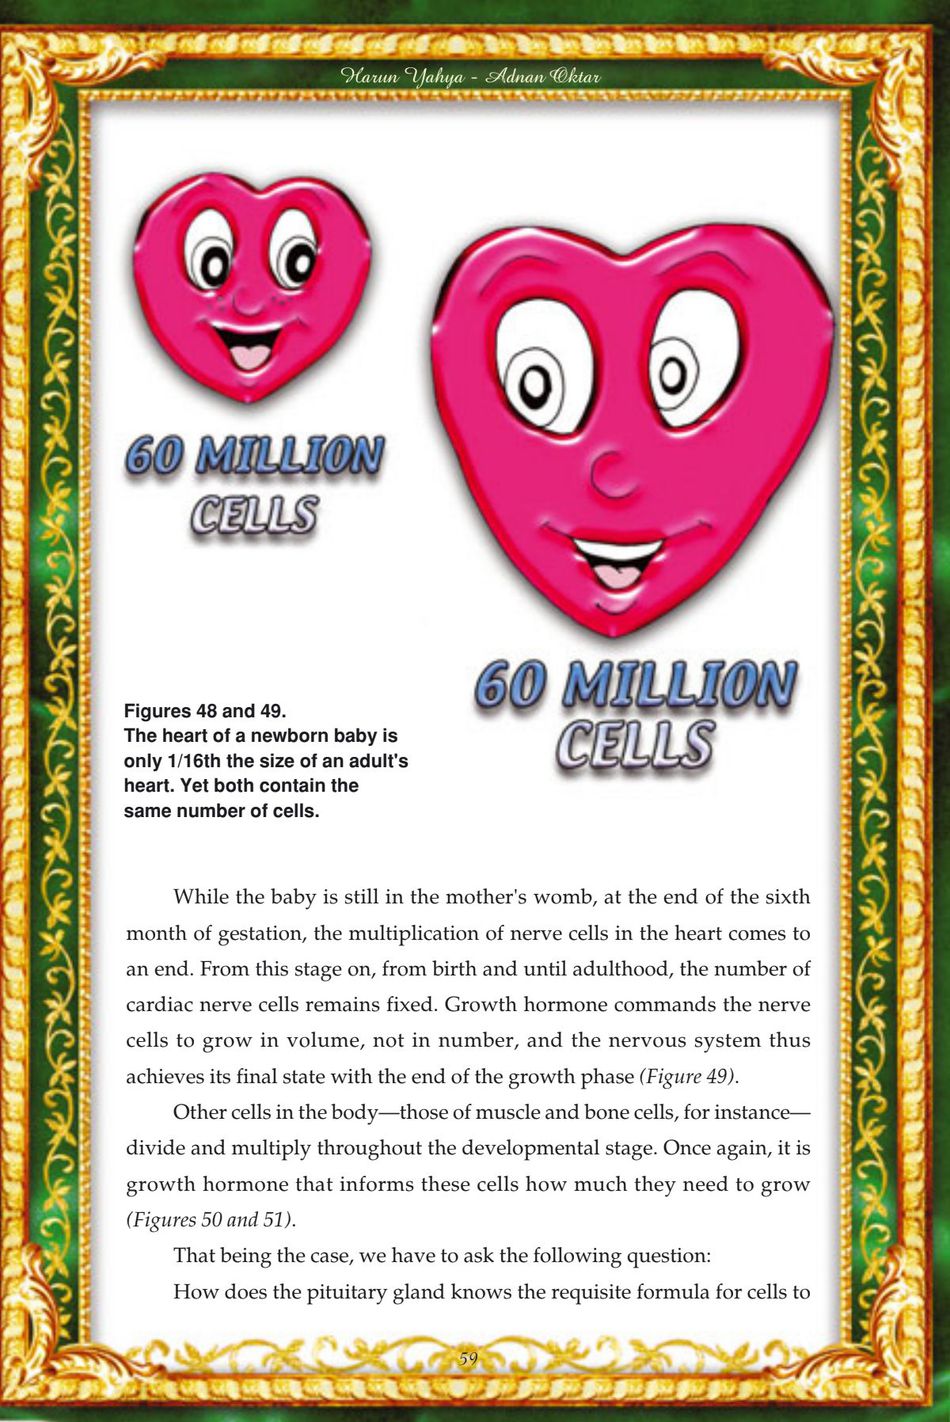 Harun Yahya - Adnan Oktar
60 MILLION
CELLS
60 MILLION
CELLS
Figures 48 and 49.
The heart of a newborn baby is
only 1/16th the size of an adult's
heart. Yet both contain the
same number of cells.
While the baby is still in the mother's womb, at the end of the sixth
month of gestation, the multiplication of nerve cells in the heart comes to
an end. From this stage on, from birth and until adulthood, the number of
cardiac nerve cells remains fixed. Growth hormone commands the nerve
cells to grow in volume, not in number, and the nervous system thus
achieves its final state with the end of the growth phase (Figure 49).
Other cells in the body—those of muscle and bone cells, for instance—
divide and multiply throughout the developmental stage. Once again, it is
growth hormone that informs these cells how much they need to grow
(Figures 50 and 51).
That being the case, we have to ask the following question:
How does the pituitary gland knows the requisite formula for cells to
59